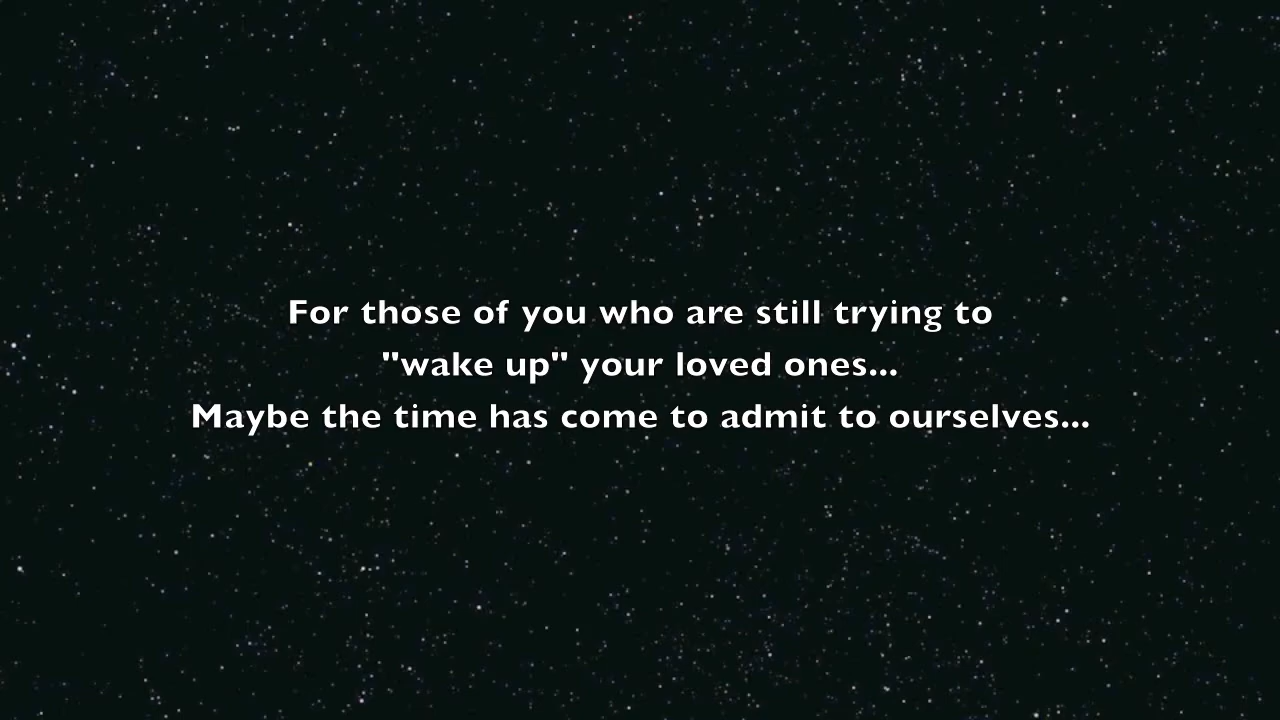 For those of you who are still trying to
"wake up" your loved ones...
Maybe the time has come to admit to ourselves...